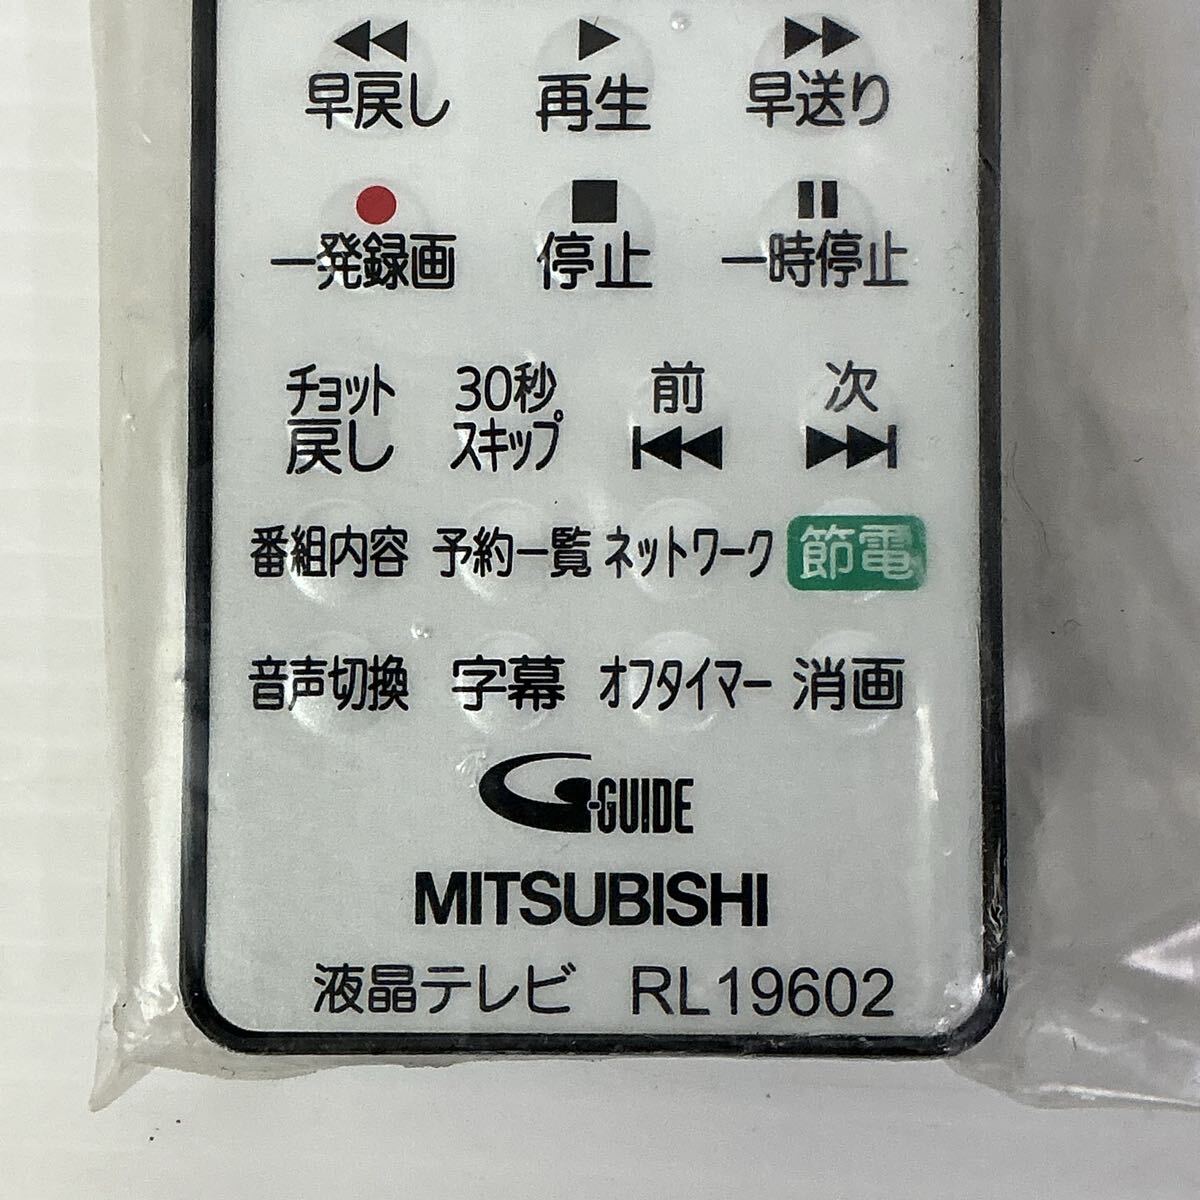 早戻し 再生 早送り
一発録画 停止 一時停止
チョット 30秒 前 次
戻し スキップ
番組内容 予約一覧 ネットワーク 節電
音声切換 字幕 オフタイマー 消画
G-GUIDE
MITSUBISHI
液晶テレビ RL19602